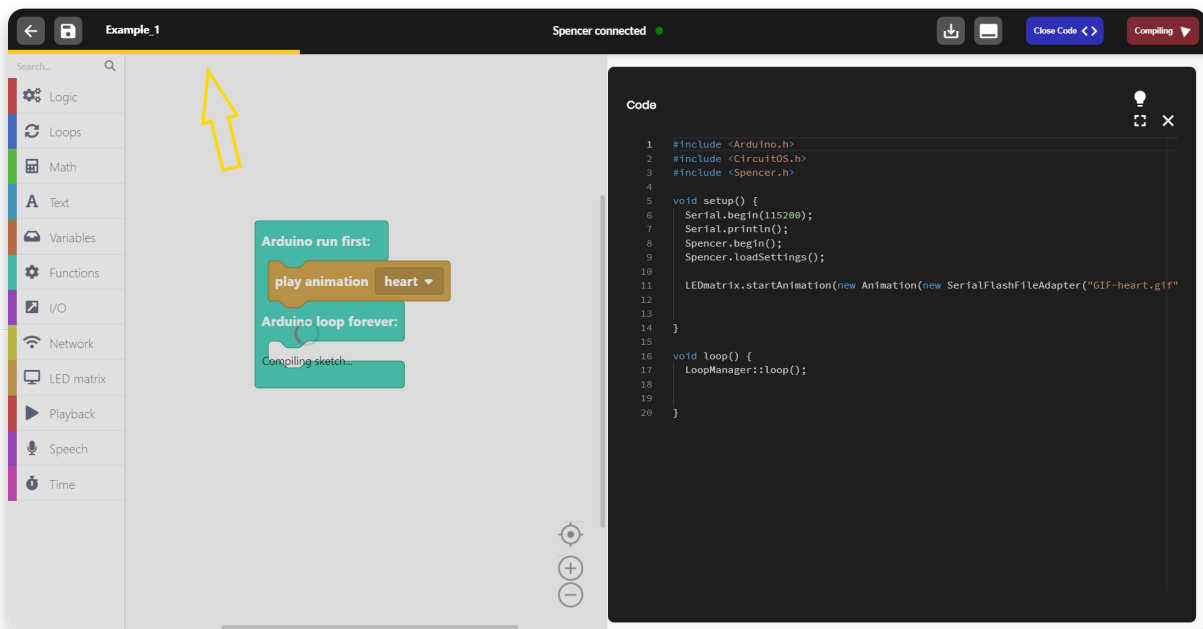 Example_1
Spencer connected
Close Code
Compiling
Search...
Logic
Loops
Math
Text
Variables
Functions
I/O
Network
LED matrix
Playback
Speech
Time
Arduino run first:
play animation heart
Arduino loop forever:
Compiling sketch...
Code
1 #include <Arduino.h>
2 #include <CircuitOS.h>
3 #include <Spencer.h>
4
5 void setup() {
6 Serial.begin(115200);
7 Serial.println();
8 Spencer.begin();
9 Spencer.loadSettings();
10
11 LEDmatrix.startAnimation(new Animation(new SerialFlashFileAdapter("GIF-heart.gif"
12
13
14 }
15
16 void loop() {
17 LoopManager::loop();
18
19
20 }